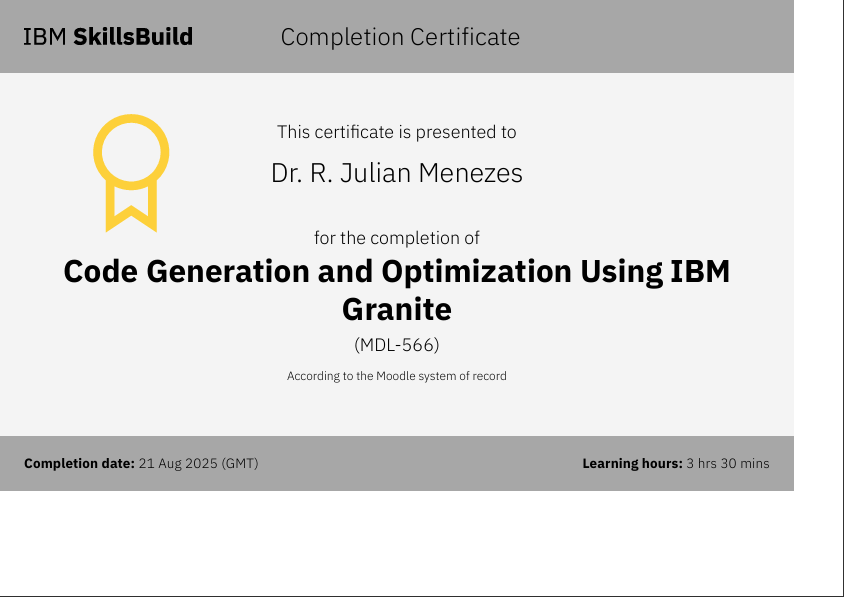 IBM SkillsBuild
Completion Certificate
This certificate is presented to
Dr. R. Julian Menezes
for the completion of
Code Generation and Optimization Using IBM
Granite
(MDL-566)
According to the Moodle system of record
Completion date: 21 Aug 2025 (GMT)
Learning hours: 3 hrs 30 mins